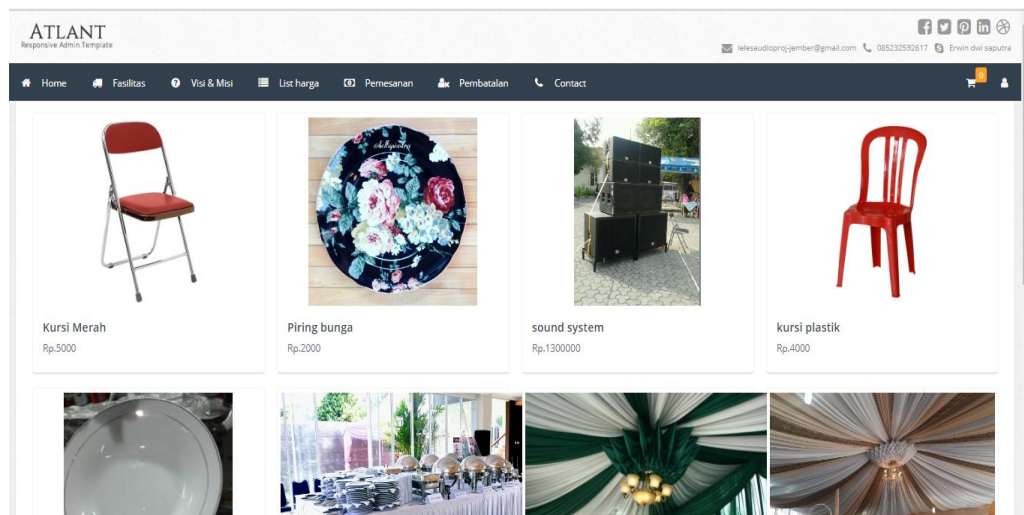 ATLANT
Responsive Admin Template
lelesaudioproj-jember@gmail.com 085232592617 Erwin dwi saputra
Home Fasilitas Visi & Misi List harga Pemesanan Pembatalan Contact 0
Kursi Merah
Rp.5000
Piring bunga
Rp.2000
sound system
Rp.1300000
kursi plastik
Rp.4000